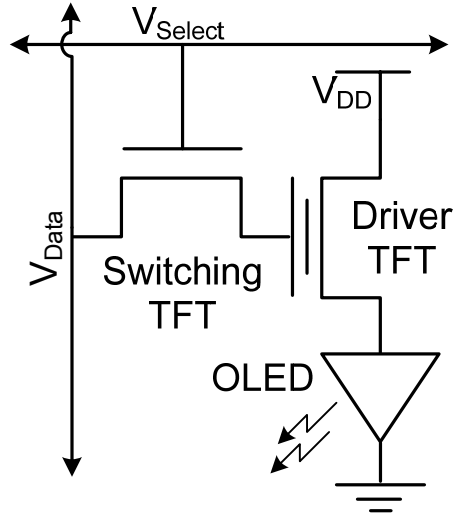 VSelect
VDD
VData
Driver
TFT
Switching
TFT
OLED